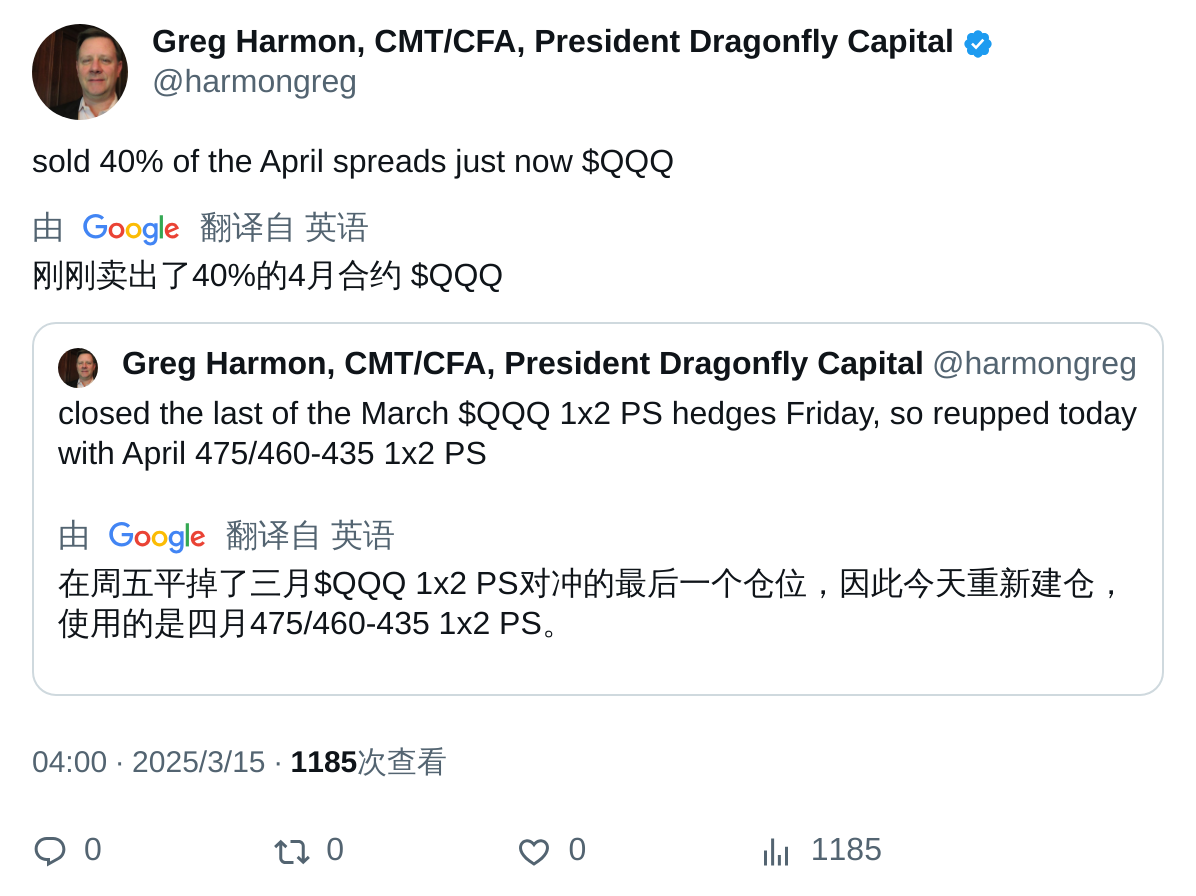 Greg Harmon, CMT/CFA, President Dragonfly Capital
@harmongreg
sold 40% of the April spreads just now $QQQ
由 Google 翻译自 英语
刚刚卖出了40%的4月合约 $QQQ
Greg Harmon, CMT/CFA, President Dragonfly Capital @harmongreg
closed the last of the March $QQQ 1x2 PS hedges Friday, so reupped today
with April 475/460-435 1x2 PS
由 Google 翻译自 英语
在周五平掉了三月$QQQ 1x2 PS对冲的最后一个仓位，因此今天重新建仓，
使用的是四月475/460-435 1x2 PS。
04:00 · 2025/3/15 · 1185次查看
0 0 0 1185